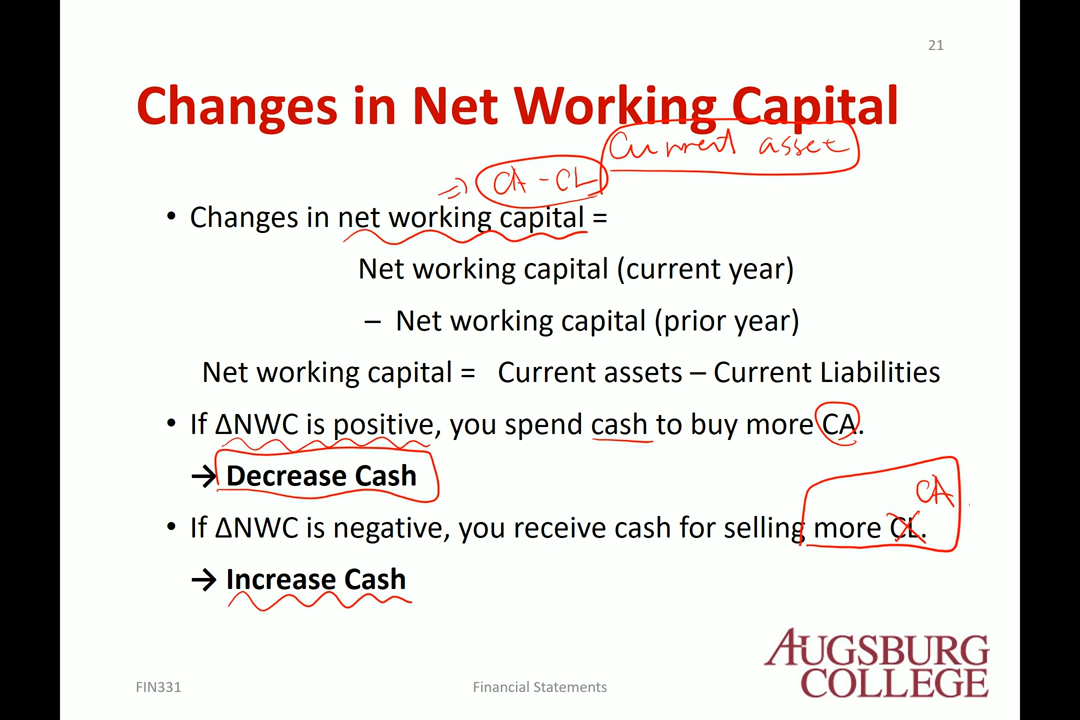 21
Changes in Net Working Capital
Current asset
=> CA - CL
• Changes in net working capital =
Net working capital (current year)
– Net working capital (prior year)
Net working capital = Current assets – Current Liabilities
• If ΔNWC is positive, you spend cash to buy more CA.
→ Decrease Cash
CA
• If ΔNWC is negative, you receive cash for selling more CL.
→ Increase Cash
AUGSBURG
COLLEGE
FIN331
Financial Statements